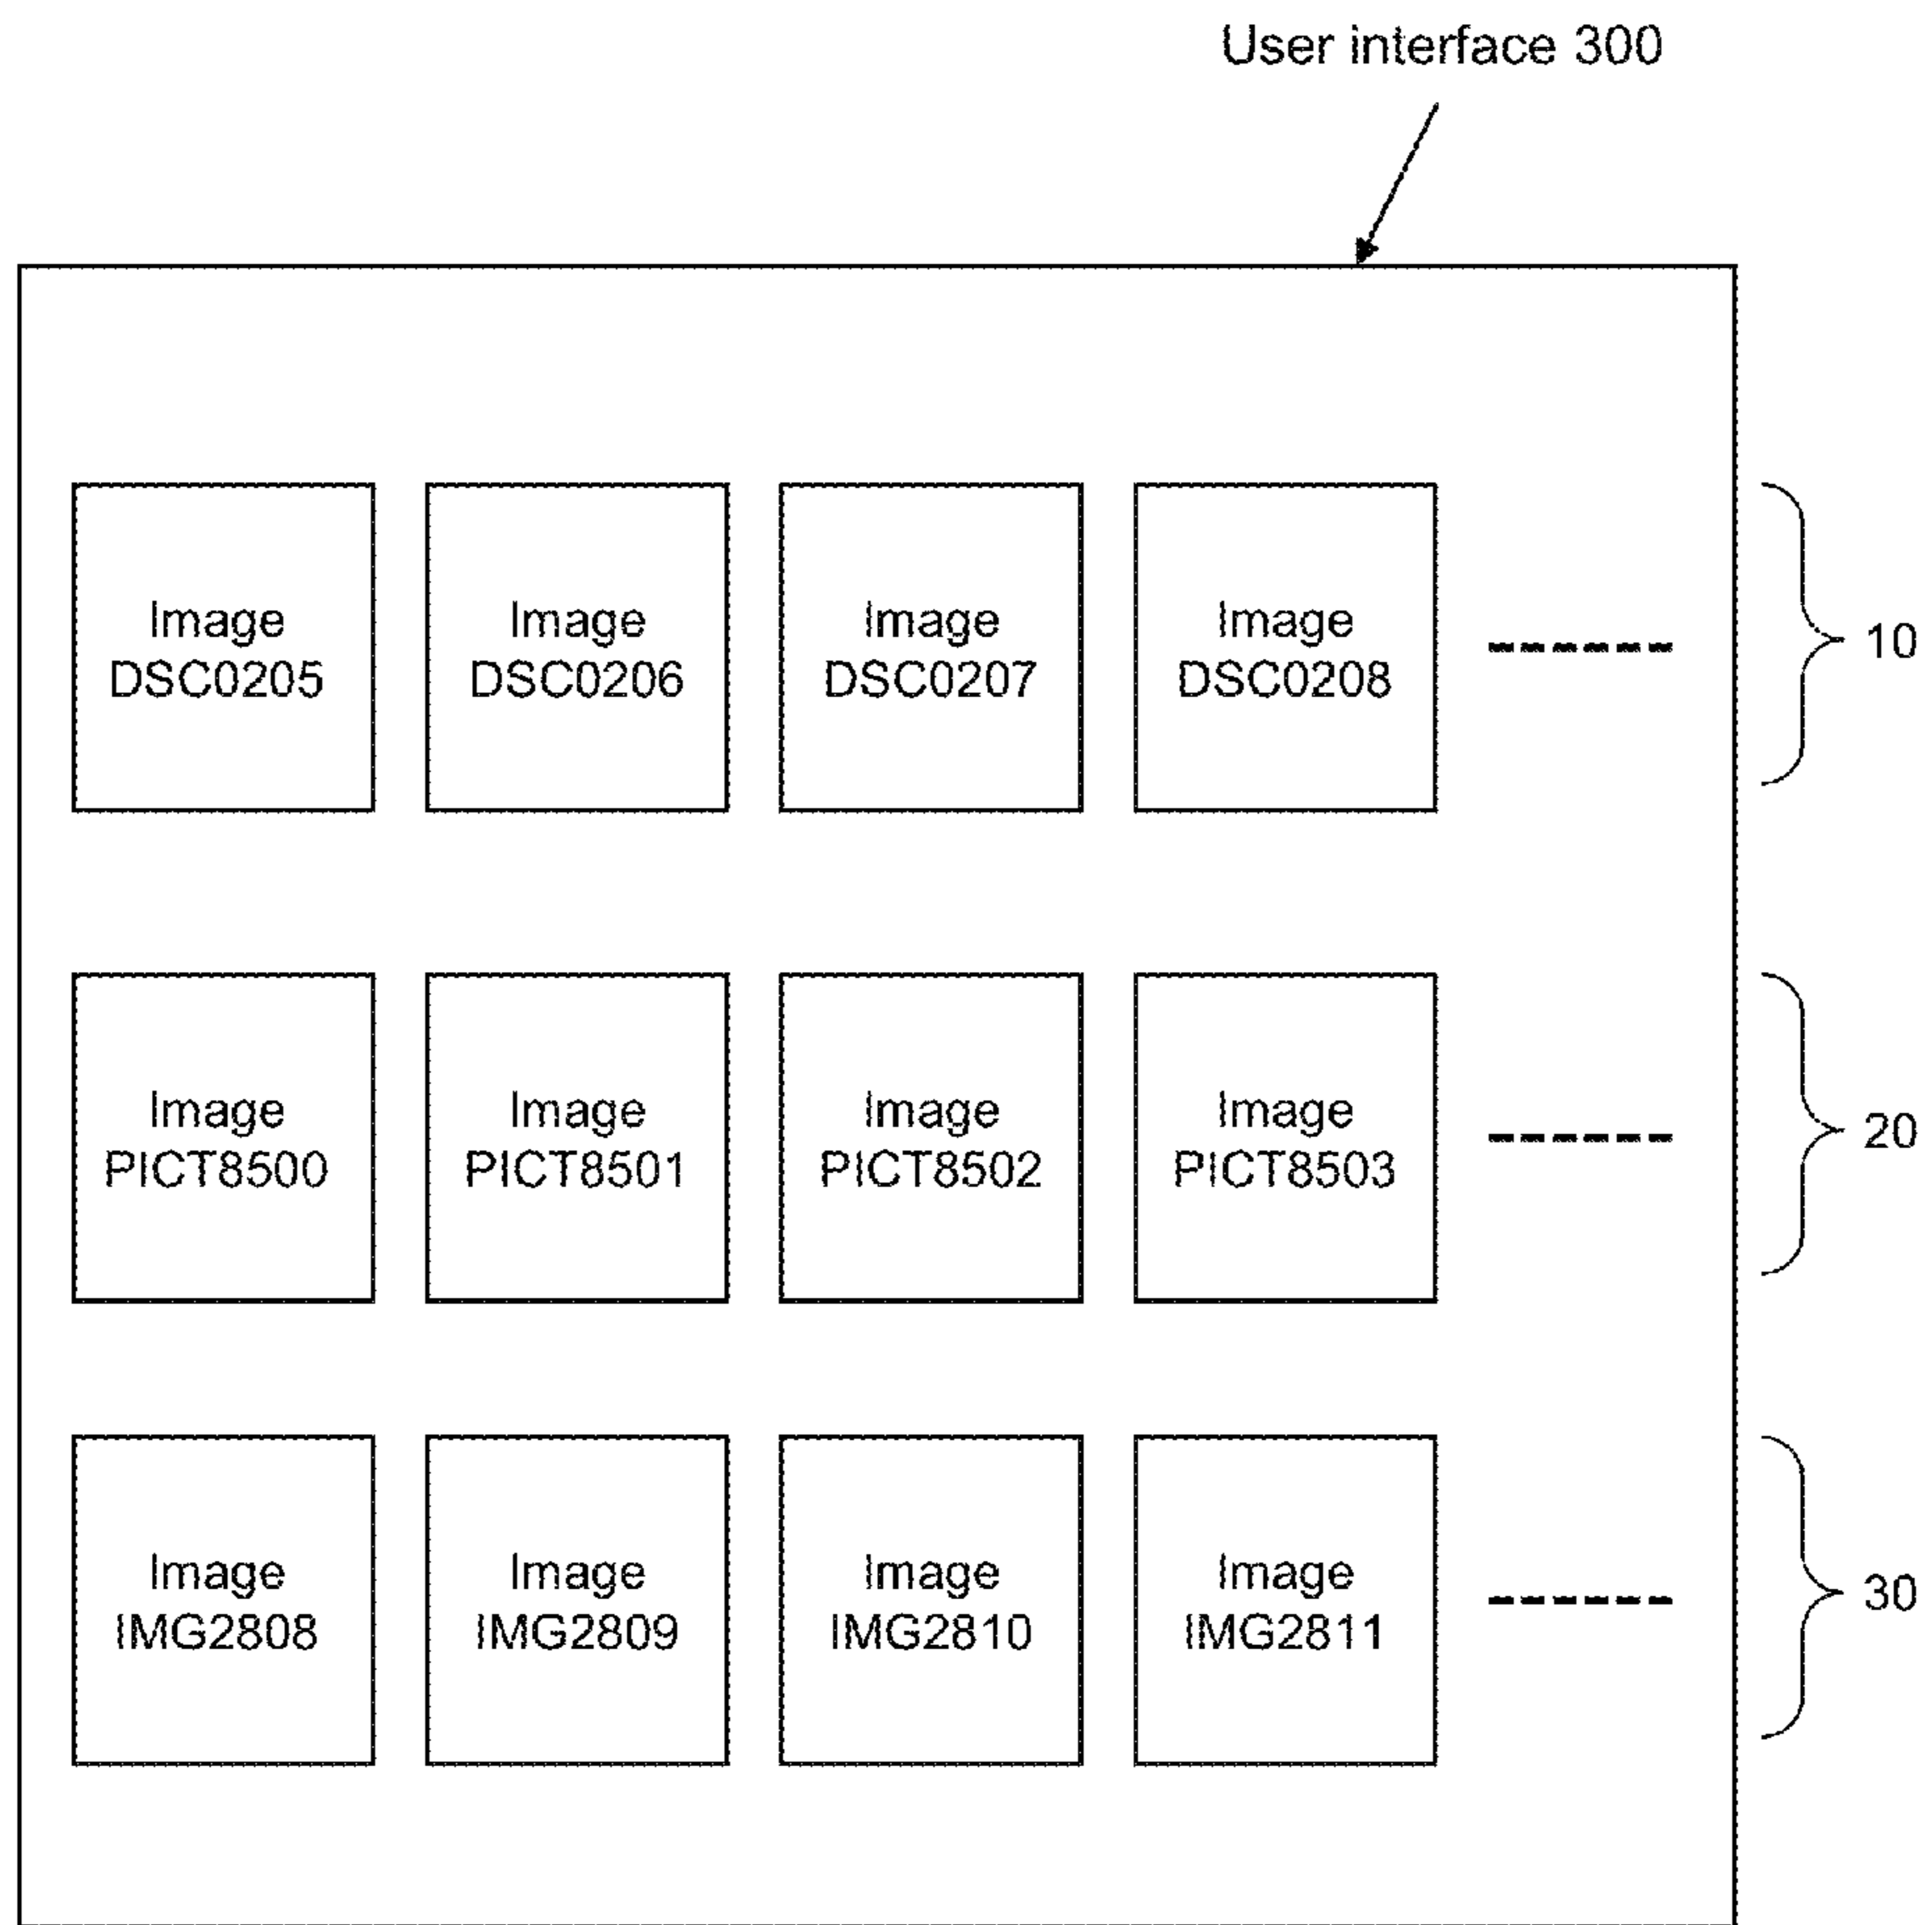 User interface 300
Image
DSC0205
Image
DSC0206
Image
DSC0207
Image
DSC0208
10
Image
PICT8500
Image
PICT8501
Image
PICT8502
Image
PICT8503
20
Image
IMG2808
Image
IMG2809
Image
IMG2810
Image
IMG2811
30